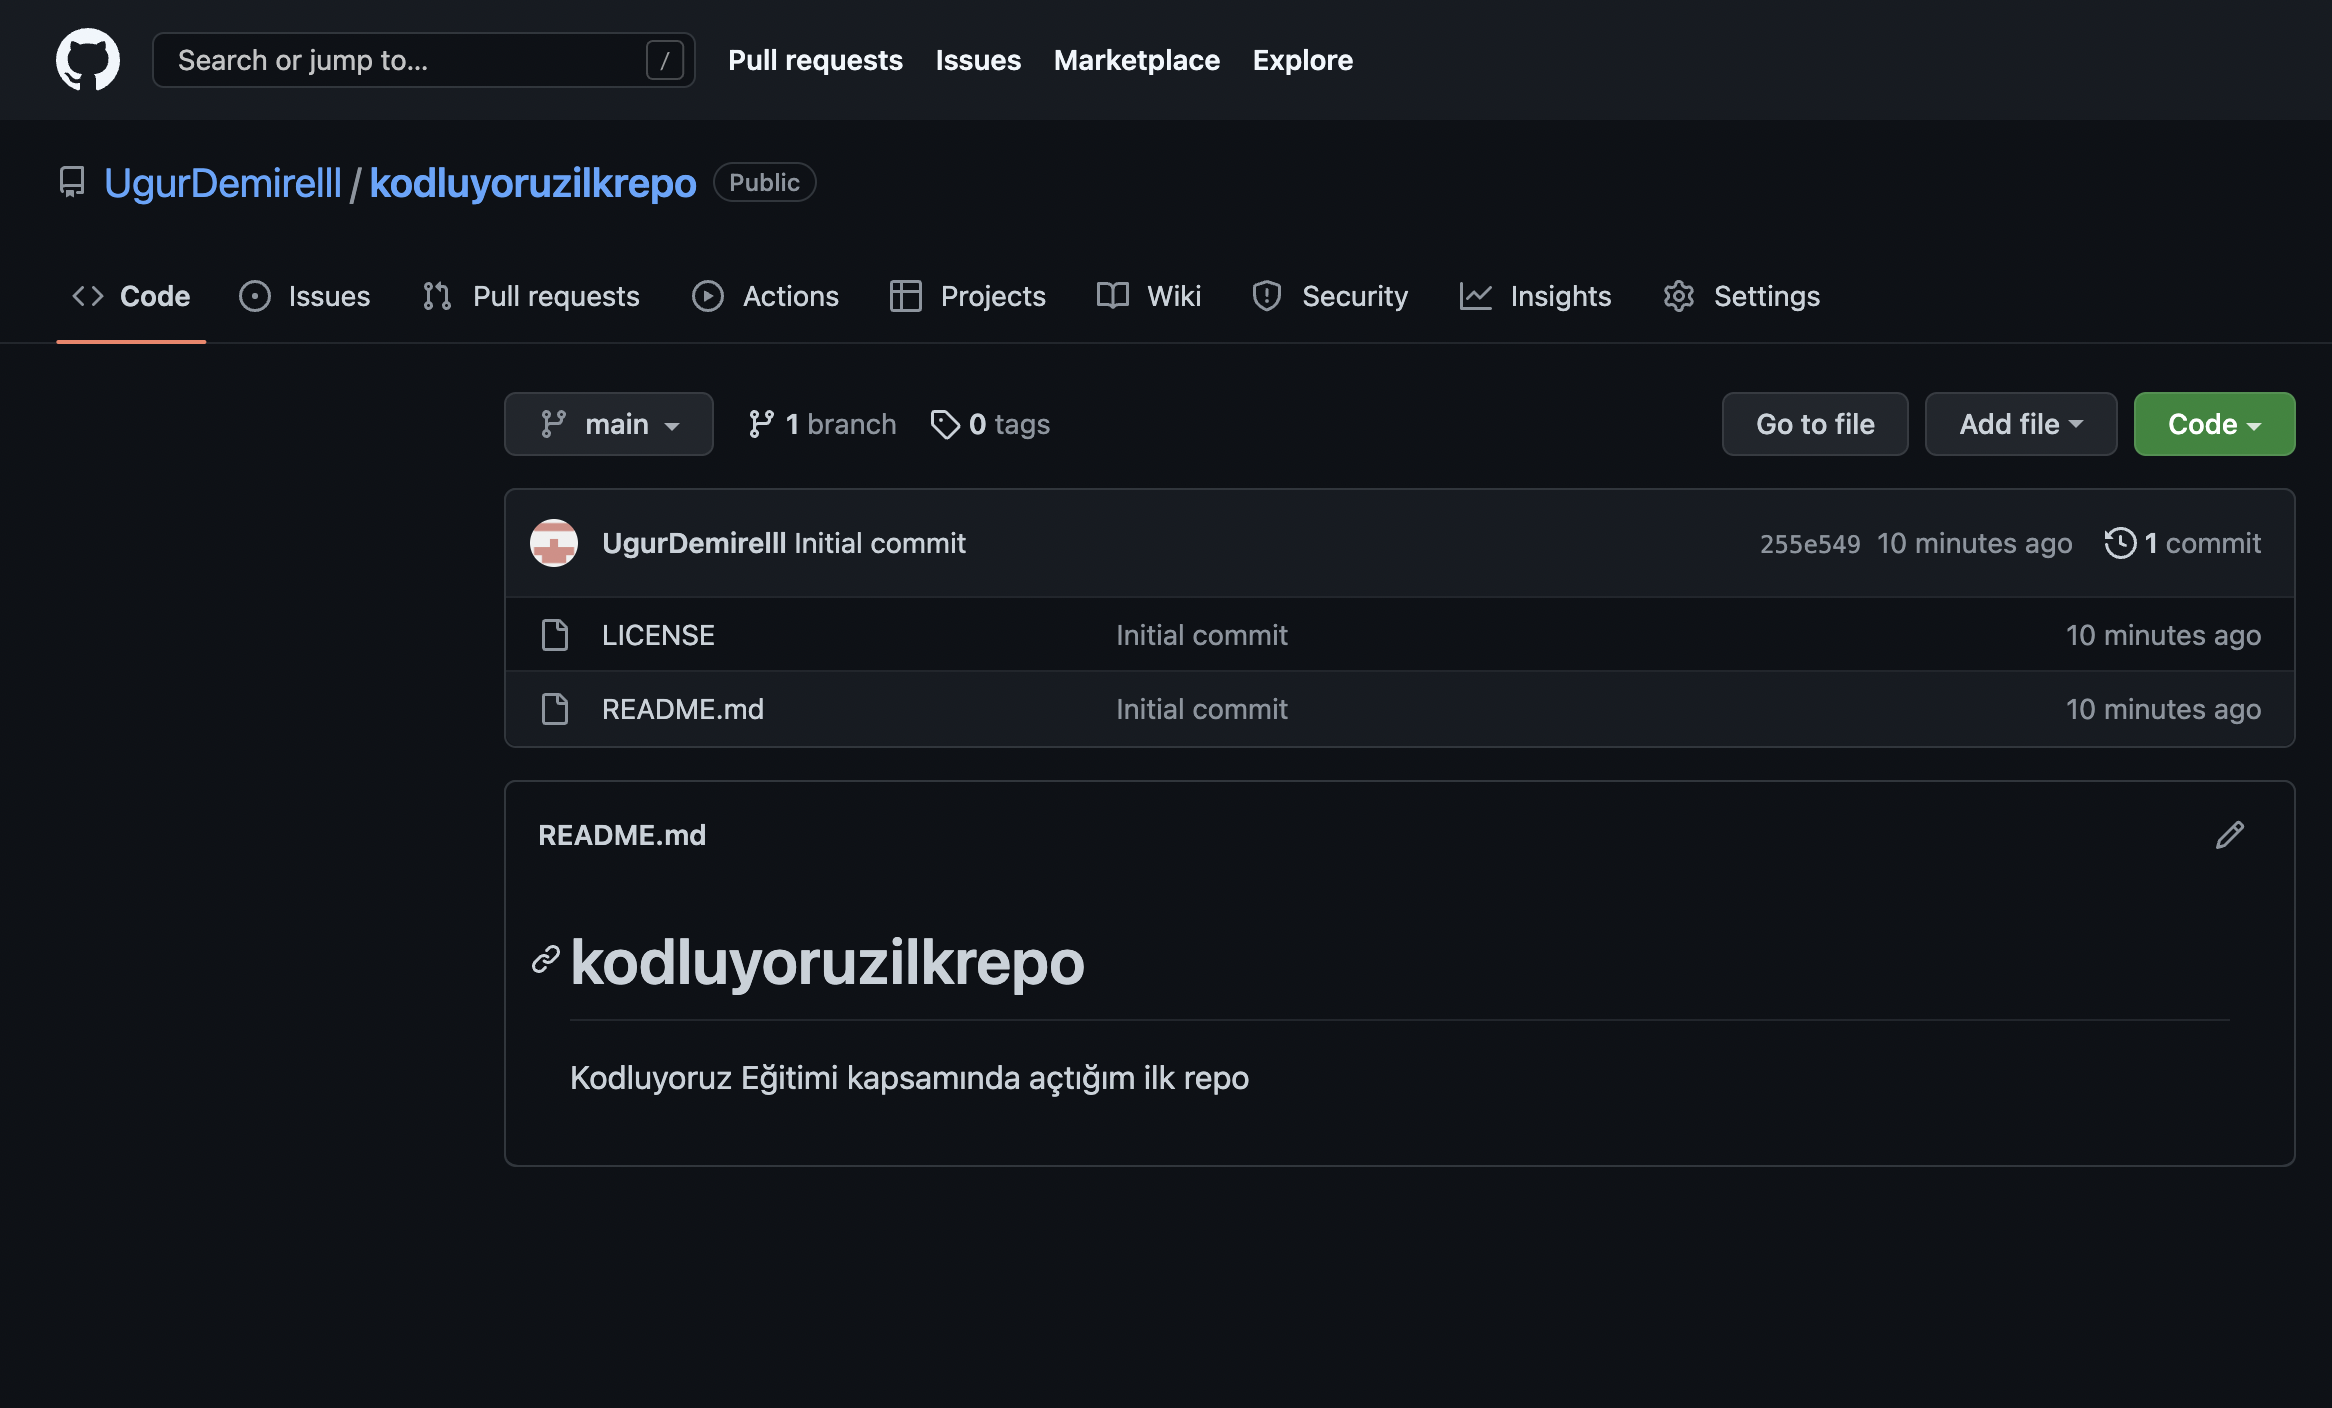 Search or jump to... / Pull requests Issues Marketplace Explore
UgurDemirelll / kodluyoruzilkrepo Public
Code Issues Pull requests Actions Projects Wiki Security Insights Settings
main 1 branch 0 tags Go to file Add file Code
UgurDemirelll Initial commit 255e549 10 minutes ago 1 commit
LICENSE Initial commit 10 minutes ago
README.md Initial commit 10 minutes ago
README.md
kodluyoruzilkrepo
Kodluyoruz Eğitimi kapsamında açtığım ilk repo